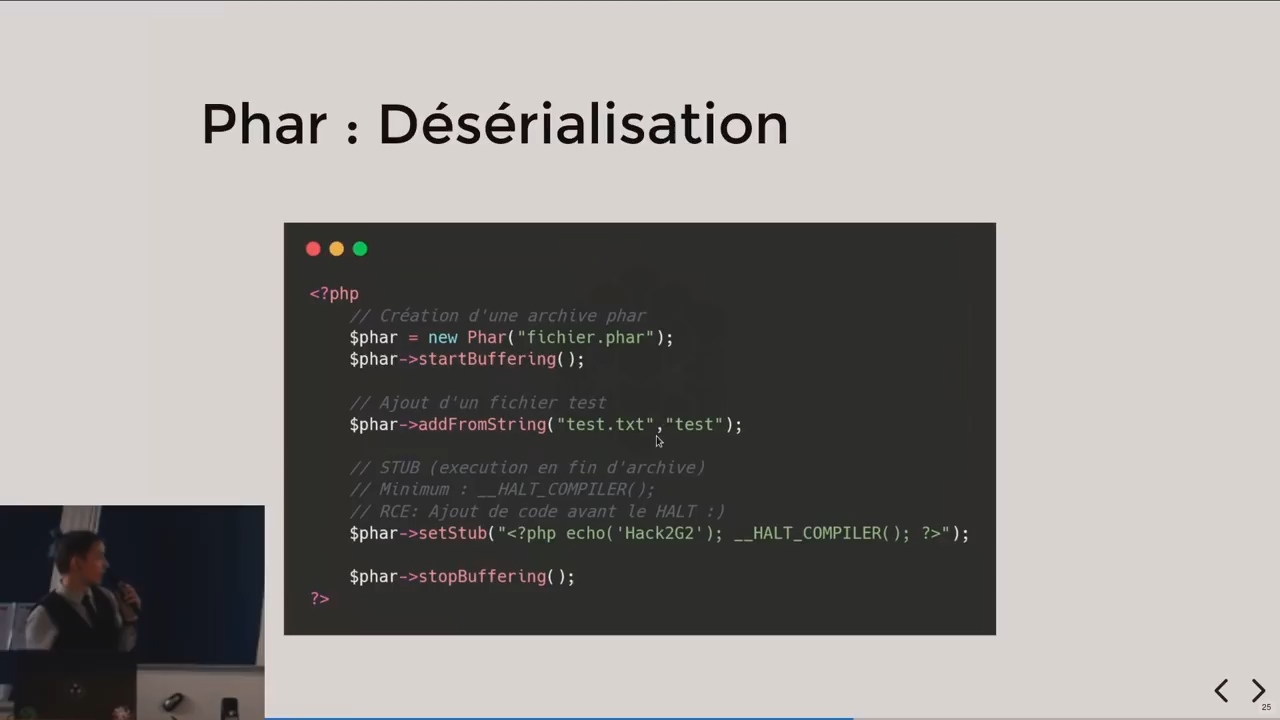 Phar : Désérialisation
<?php
// Création d'une archive phar
$phar = new Phar("fichier.phar");
$phar->startBuffering();
// Ajout d'un fichier test
$phar->addFromString("test.txt","test");
// STUB (execution en fin d'archive)
// Minimum : __HALT_COMPILER();
// RCE: Ajout de code avant le HALT :)
$phar->setStub("<?php echo('Hack2G2'); __HALT_COMPILER(); ?>");
$phar->stopBuffering();
?>
25